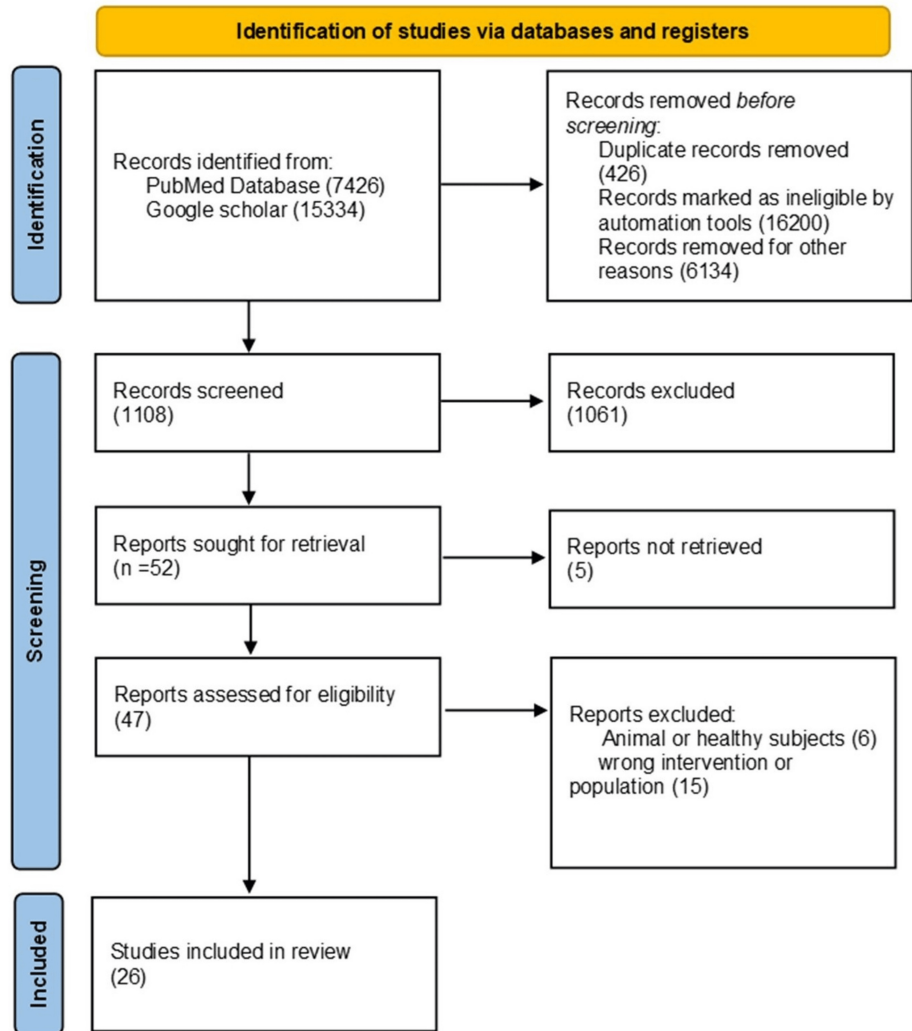 Identification of studies via databases and registers
Identification
Records identified from:
PubMed Database (7426)
Google scholar (15334)
Records removed before
screening:
Duplicate records removed
(426)
Records marked as ineligible by
automation tools (16200)
Records removed for other
reasons (6134)
Screening
Records screened
(1108)
Records excluded
(1061)
Reports sought for retrieval
(n =52)
Reports not retrieved
(5)
Reports assessed for eligibility
(47)
Reports excluded:
Animal or healthy subjects (6)
wrong intervention or
population (15)
Included
Studies included in review
(26)